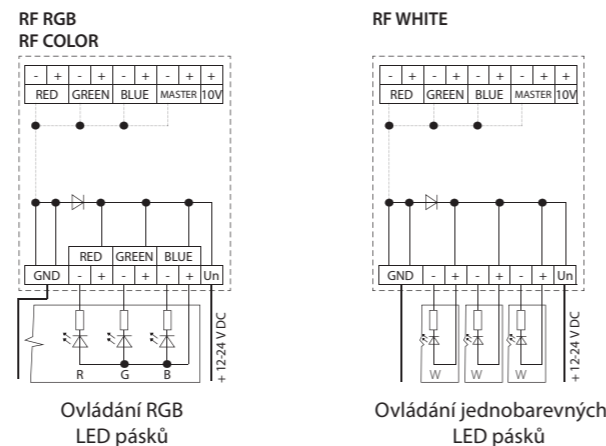 RF RGB
RF COLOR
- + - + - + - + +
RED GREEN BLUE MASTER 10V
RED GREEN BLUE
GND - + - + - + Un
R G B
+ 12-24 V DC
Ovládání RGB
LED pásků
RF WHITE
- + - + - + - + +
RED GREEN BLUE MASTER 10V
GND - + - + - + Un
W W W
+ 12-24 V DC
Ovládání jednobarevných
LED pásků